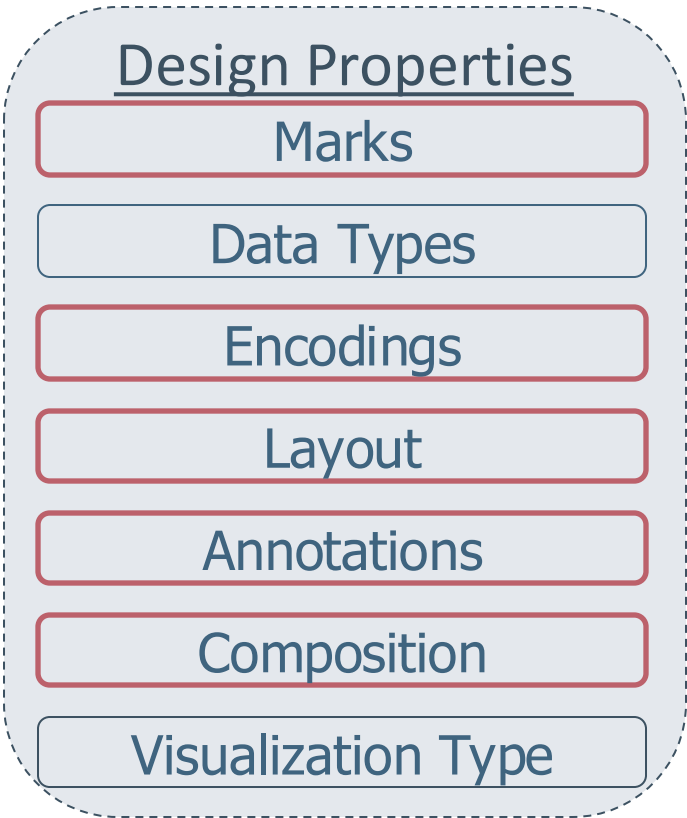 Design Properties
Marks
Data Types
Encodings
Layout
Annotations
Composition
Visualization Type